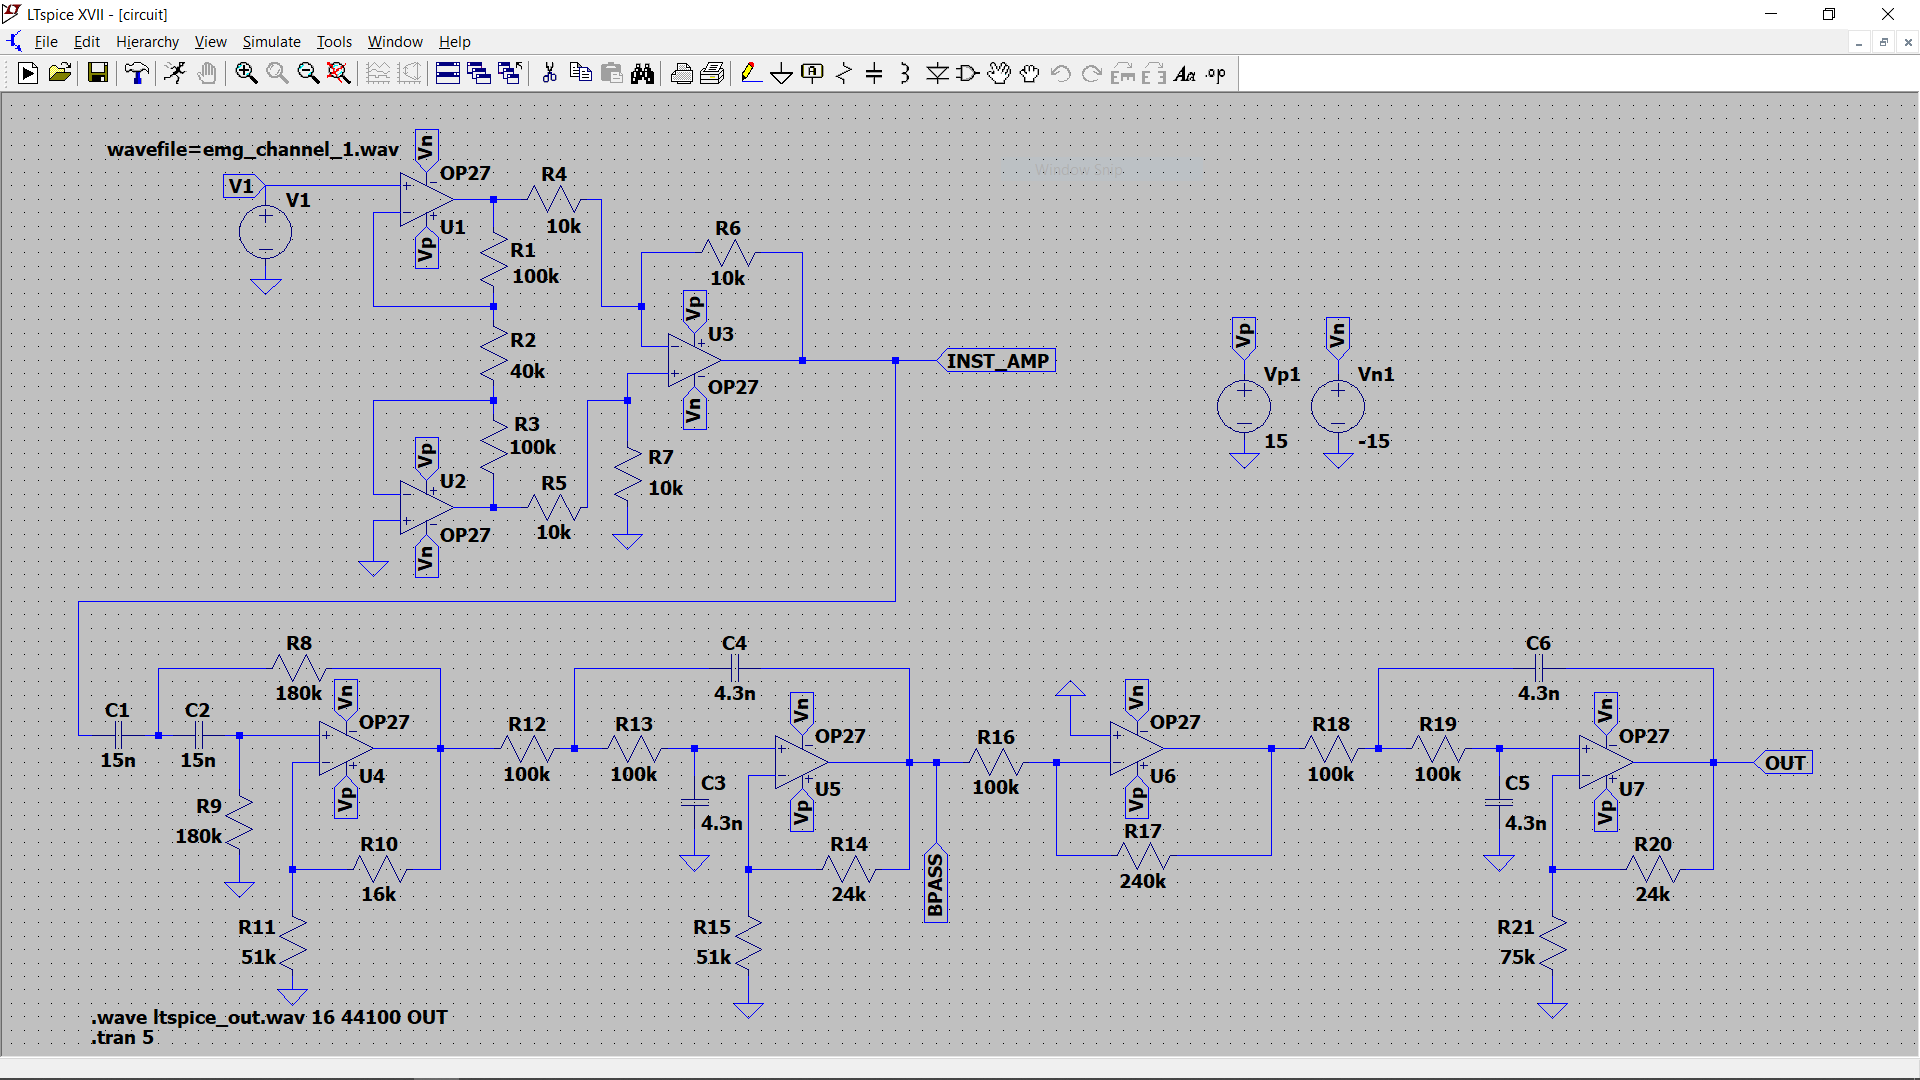 LTspice XVII - [circuit]
File Edit Hierarchy View Simulate Tools Window Help
Aa .op
Window Snip
wavefile=emg_channel_1.wav
Vn
OP27
V1
V1
U1
Vp
R4
10k
R1
100k
R6
10k
Vp
U3
OP27
Vn
INST_AMP
R2
40k
R3
100k
Vp
U2
OP27
Vn
R5
10k
R7
10k
Vp
Vp1
15
Vn
Vn1
-15
R8
180k
C1
15n
C2
15n
R9
180k
Vn
OP27
U4
Vp
R10
16k
R11
51k
R12
100k
R13
100k
C4
4.3n
C3
4.3n
Vn
OP27
U5
Vp
R14
24k
R15
51k
BPASS
R16
100k
Vn
OP27
U6
Vp
R17
240k
R18
100k
R19
100k
C6
4.3n
C5
4.3n
Vn
OP27
U7
Vp
R20
24k
R21
75k
OUT
.wave ltspice_out.wav 16 44100 OUT
.tran 5